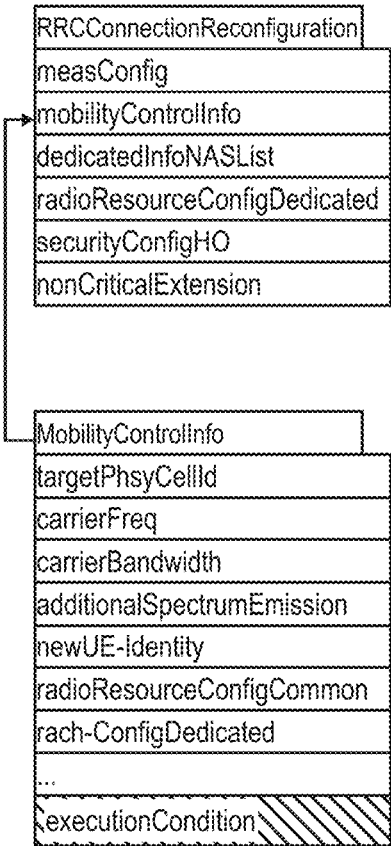 RRCConnectionReconfiguration
measConfig
mobilityControlInfo
dedicatedInfoNASList
radioResourceConfigDedicated
securityConfigHO
nonCriticalExtension
MobilityControlInfo
targetPhsyCellId
carrierFreq
carrierBandwidth
additionalSpectrumEmission
newUE-Identity
radioResourceConfigCommon
rach-ConfigDedicated
...
executionCondition